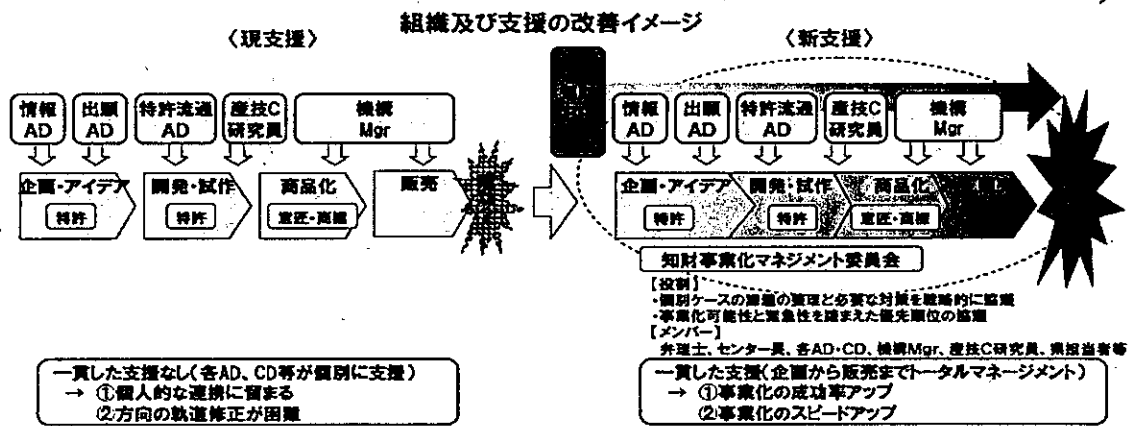 組織及び支援の改善イメージ
〈現支援〉
情報
AD
出願
AD
特許流通
AD
産技C
研究員
機構
Mgr
企画・アイデア
特許
開発・試作
特許
商品化
意匠・商標
販売
一貫した支援なし(各AD、CD等が個別に支援)
→ ①個人的な連携に留まる
②方向の軌道修正が困難
〈新支援〉
情報
AD
出願
AD
特許流通
AD
産技C
研究員
機構
Mgr
企画・アイデア
特許
開発・試作
特許
商品化
意匠・商標
知財事業化マネジメント委員会
【役割】
・個別ケースの課題の整理と必要な対策を戦略的に協議
・事業化可能性と緊急性を踏まえた優先順位の協議
【メンバー】
弁理士、センター長、各AD・CD、機構Mgr、産技C研究員、県担当者等
一貫した支援(企画から販売までトータルマネージメント)
→ ①事業化の成功率アップ
②事業化のスピードアップ